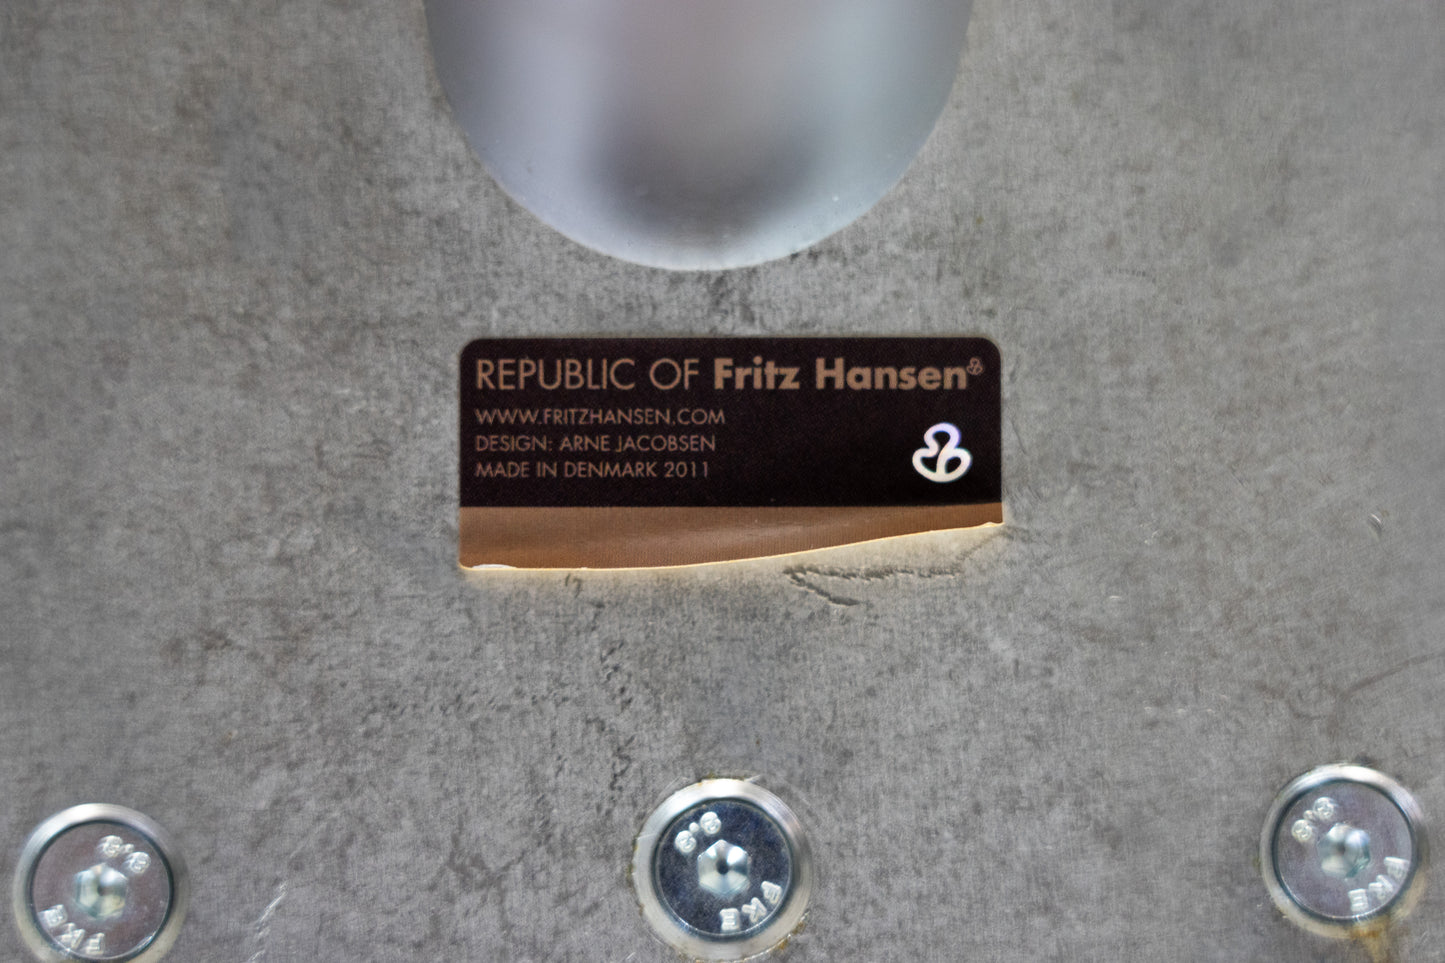 REPUBLIC OF Fritz Hansen
WWW.FRITZHANSEN.COM
DESIGN: ARNE JACOBSEN
MADE IN DENMARK 2011
8.8
FKE
8.8
FKE
8.8
FKE